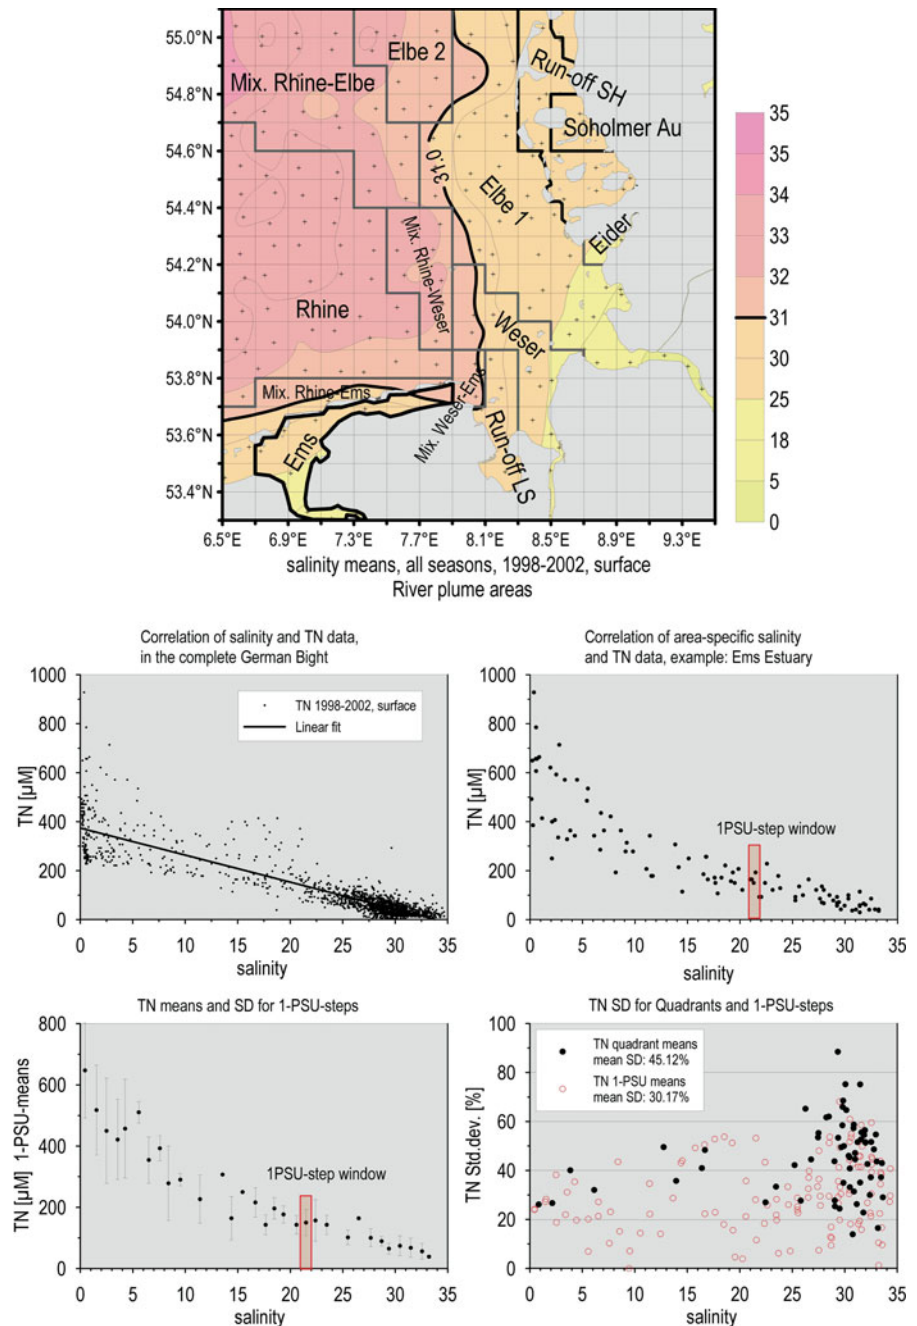 55.0°N
54.8°N
54.6°N
54.4°N
54.2°N
54.0°N
53.8°N
53.6°N
53.4°N
Elbe 2
Mix. Rhine-Elbe
Run-off SH
Soholmer Au
31.0
Elbe 1
Eider
Mix. Rhine-Weser
Rhine
Weser
Mix. Rhine-Ems
Mix. Weser-Ems
Ems
Run-off LS
35
35
34
33
32
31
30
25
18
5
0
6.5°E 6.9°E 7.3°E 7.7°E 8.1°E 8.5°E 8.9°E 9.3°E
salinity means, all seasons, 1998-2002, surface
River plume areas
Correlation of salinity and TN data,
in the complete German Bight
1000
800
600
400
200
0
TN [µM]
TN 1998-2002, surface
Linear fit
0 5 10 15 20 25 30 35
salinity
Correlation of area-specific salinity
and TN data, example: Ems Estuary
1000
800
600
400
200
0
TN [µM]
1PSU-step window
0 5 10 15 20 25 30 35
salinity
TN means and SD for 1-PSU-steps
800
600
400
200
0
TN [µM] 1-PSU-means
1PSU-step window
0 5 10 15 20 25 30 35
salinity
TN SD for Quadrants and 1-PSU-steps
100
80
60
40
20
0
TN Std.dev. [%]
TN quadrant means
mean SD: 45.12%
TN 1-PSU means
mean SD: 30.17%
0 5 10 15 20 25 30 35
salinity